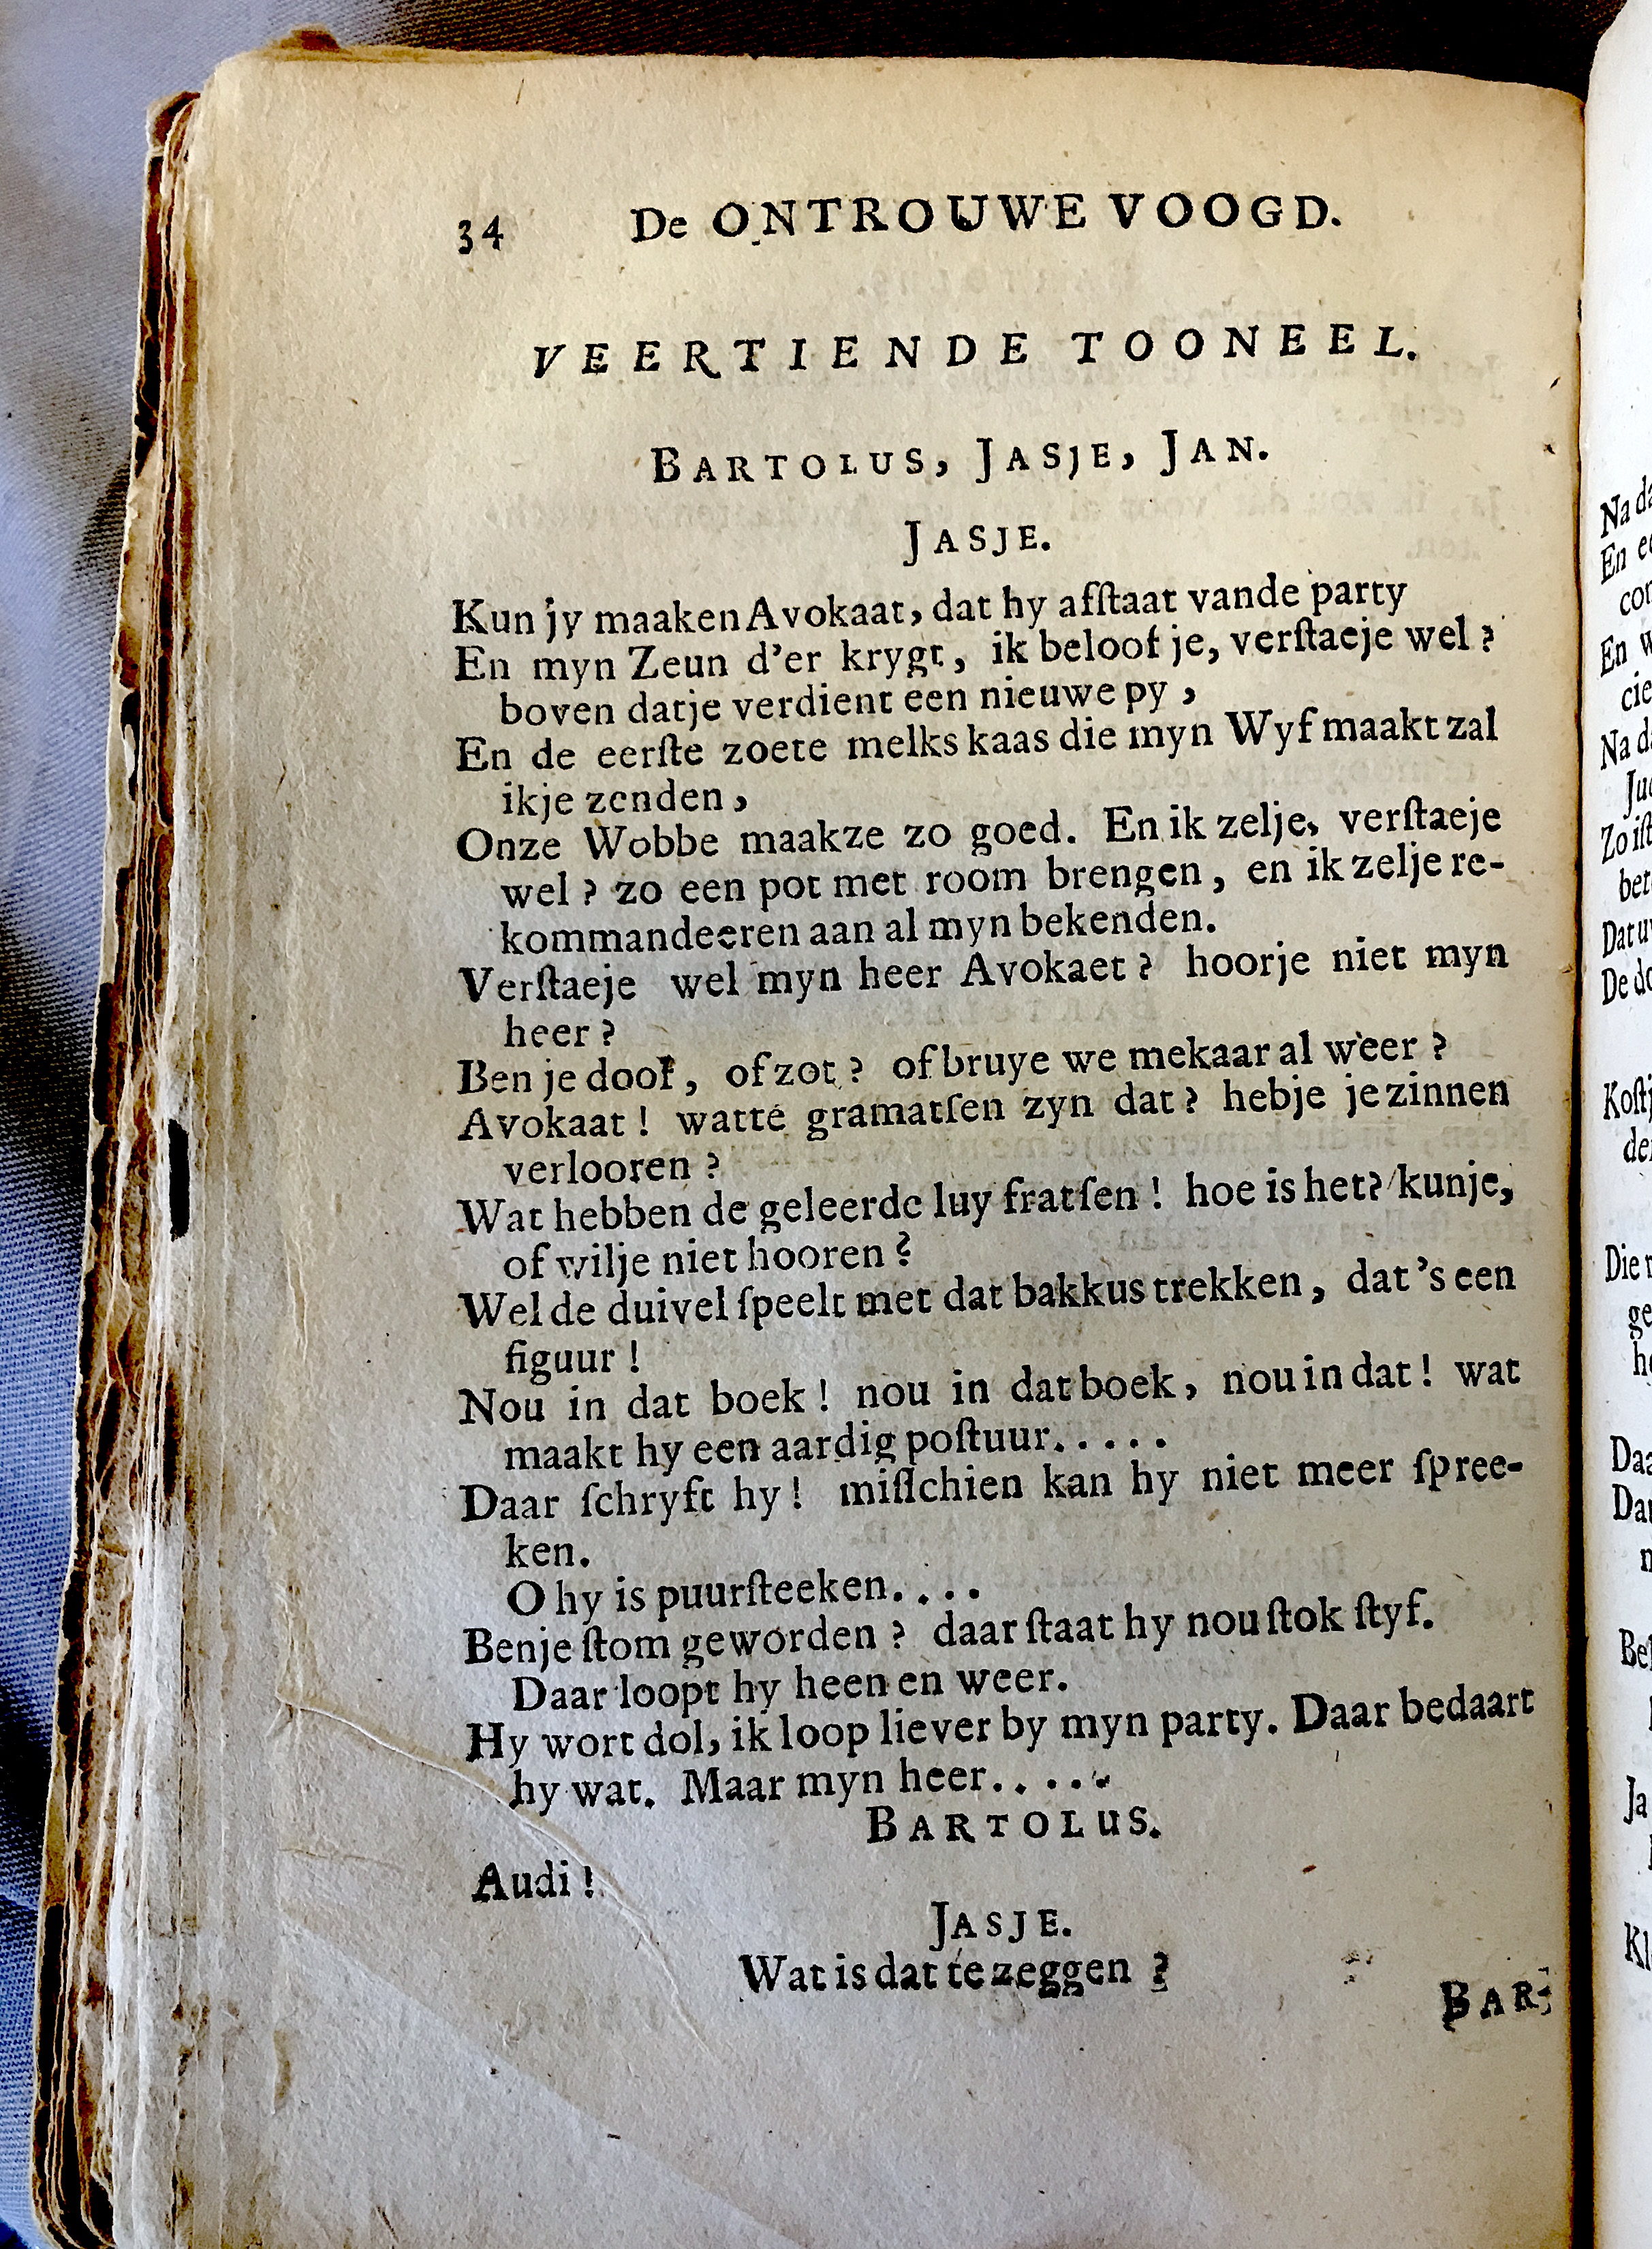 34 De ONTROUWE VOOGD.
VEERTIENDE TOONEEL.
BARTOLUS, JASJE, JAN.
JASJE.
Kun jy maaken Avokaat, dat hy afſtaat vande party
En myn Zeun d'er krygt, ik beloof je, verſtaeje wel?
boven datje verdient een nieuwe py,
En de eerſte zoete melks kaas die myn Wyf maakt zal
ikje zenden,
Onze Wobbe maakze zo goed. En ik zelje, verſtaeje
wel? zo een pot met room brengen, en ik zelje re-
kommandeeren aan al myn bekenden.
Verſtaeje wel myn heer Avokaet? hoorje niet myn
heer?
Ben je doof, of zot? of bruye we mekaar al weer?
Avokaat! watte gramatſen zyn dat? hebje je zinnen
verlooren?
Wat hebben de geleerde luy fratſen! hoe is het? kunje,
of wilje niet hooren?
Wel de duivel ſpeelt met dat bakkus trekken, dat's een
figuur!
Nou in dat boek! nou in dat boek, nou in dat! wat
maakt hy een aardig poſtuur.....
Daar ſchryft hy! miſſchien kan hy niet meer ſpree-
ken.
O hy is puurſteeken....
Benje ſtom geworden? daar ſtaat hy nou ſtok ſtyf.
Daar loopt hy heen en weer.
Hy wort dol, ik loop liever by myn party. Daar bedaart
hy wat. Maar myn heer.....
BARTOLUS.
Audi!
JASJE.
Wat is dat te zeggen?
BAR-
Na
En
En
Na
Zo
Dat
De
Die
Daa
Ja